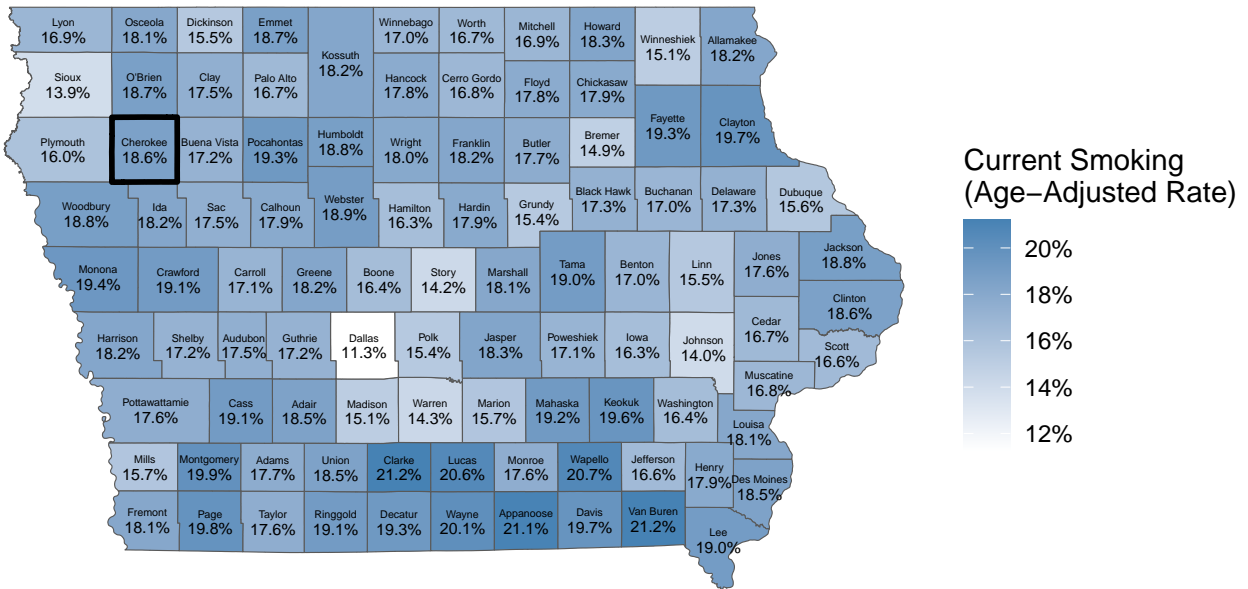 Lyon
16.9%
Osceola
18.1%
Dickinson
15.5%
Emmet
18.7%
Kossuth
18.2%
Winnebago
17.0%
Worth
16.7%
Mitchell
16.9%
Howard
18.3%
Winneshiek
15.1%
Allamakee
18.2%
Sioux
13.9%
O'Brien
18.7%
Clay
17.5%
Palo Alto
16.7%
Hancock
17.8%
Cerro Gordo
16.8%
Floyd
17.8%
Chickasaw
17.9%
Fayette
19.3%
Clayton
19.7%
Plymouth
16.0%
Cherokee
18.6%
Buena Vista
17.2%
Pocahontas
19.3%
Humboldt
18.8%
Wright
18.0%
Franklin
18.2%
Butler
17.7%
Bremer
14.9%
Woodbury
18.8%
Ida
18.2%
Sac
17.5%
Calhoun
17.9%
Webster
18.9%
Hamilton
16.3%
Hardin
17.9%
Grundy
15.4%
Black Hawk
17.3%
Buchanan
17.0%
Delaware
17.3%
Dubuque
15.6%
Monona
19.4%
Crawford
19.1%
Carroll
17.1%
Greene
18.2%
Boone
16.4%
Story
14.2%
Marshall
18.1%
Tama
19.0%
Benton
17.0%
Linn
15.5%
Jones
17.6%
Jackson
18.8%
Clinton
18.6%
Harrison
18.2%
Shelby
17.2%
Audubon
17.5%
Guthrie
17.2%
Dallas
11.3%
Polk
15.4%
Jasper
18.3%
Poweshiek
17.1%
Iowa
16.3%
Johnson
14.0%
Cedar
16.7%
Scott
16.6%
Muscatine
16.8%
Pottawattamie
17.6%
Cass
19.1%
Adair
18.5%
Madison
15.1%
Warren
14.3%
Marion
15.7%
Mahaska
19.2%
Keokuk
19.6%
Washington
16.4%
Louisa
18.1%
Mills
15.7%
Montgomery
19.9%
Adams
17.7%
Union
18.5%
Clarke
21.2%
Lucas
20.6%
Monroe
17.6%
Wapello
20.7%
Jefferson
16.6%
Henry
17.9%
Des Moines
18.5%
Fremont
18.1%
Page
19.8%
Taylor
17.6%
Ringgold
19.1%
Decatur
19.3%
Wayne
20.1%
Appanoose
21.1%
Davis
19.7%
Van Buren
21.2%
Lee
19.0%
Current Smoking
(Age−Adjusted Rate)
20%
18%
16%
14%
12%